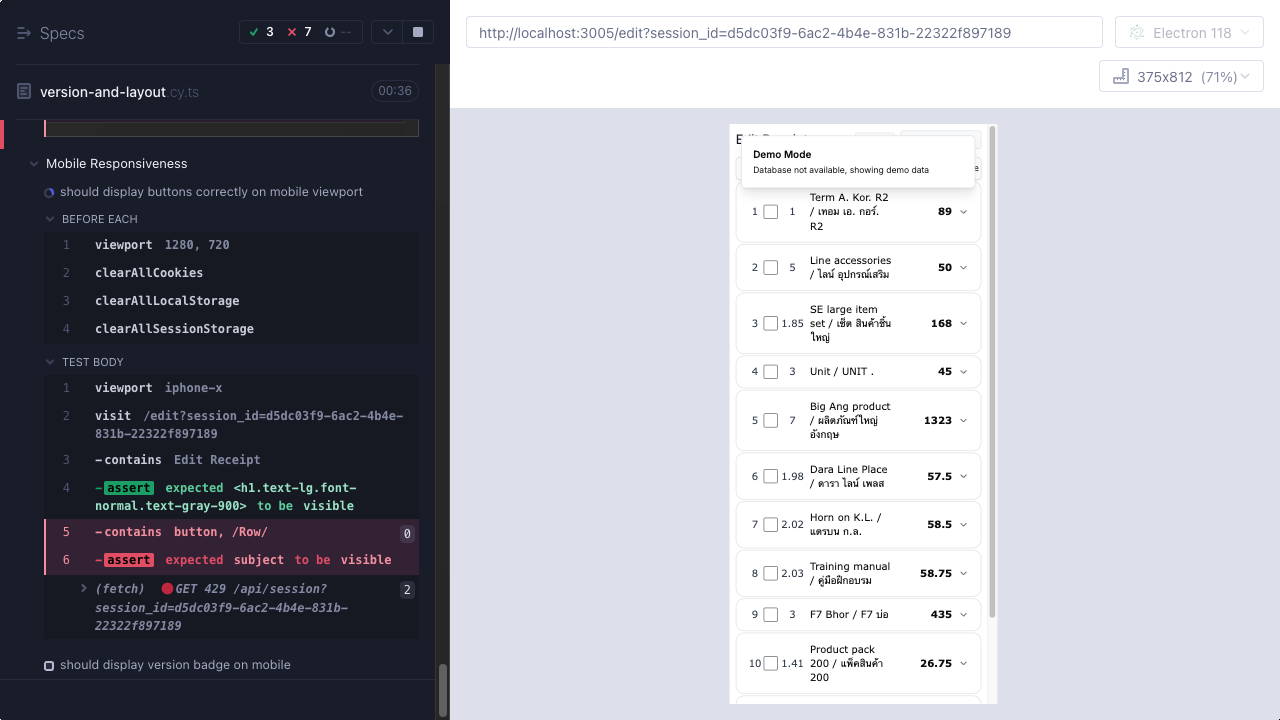 Specs
3
7
--
version-and-layout.cy.ts
00:36
Mobile Responsiveness
should display buttons correctly on mobile viewport
BEFORE EACH
1 viewport 1280, 720
2 clearAllCookies
3 clearAllLocalStorage
4 clearAllSessionStorage
TEST BODY
1 viewport iphone-x
2 visit /edit?session_id=d5dc03f9-6ac2-4b4e-
831b-22322f897189
3 -contains Edit Receipt
4 -assert expected <h1.text-lg.font-
normal.text-gray-900> to be visible
5 -contains button, /Row/ 0
6 -assert expected subject to be visible
(fetch) GET 429 /api/session? 2
session_id=d5dc03f9-6ac2-4b4e-831b-
22322f897189
should display version badge on mobile
http://localhost:3005/edit?session_id=d5dc03f9-6ac2-4b4e-831b-22322f897189
Electron 118
375x812 (71%)
Demo Mode
Database not available, showing demo data
1 1 Term A. Kor. R2
/ เทอม เอ. กอร์.
R2
89
2 5 Line accessories
/ ไลน์ อุปกรณ์เสริม
50
3 1.85 SE large item
set / เซ็ต สินค้าชิ้น
ใหญ่
168
4 3 Unit / UNIT . 45
5 7 Big Ang product
/ ผลิตภัณฑ์ใหญ่
อังกฤษ
1323
6 1.98 Dara Line Place
/ ดารา ไลน์ เพลส
57.5
7 2.02 Horn on K.L. /
แตรบน ก.ล.
58.5
8 2.03 Training manual
/ คู่มือฝึกอบรม
58.75
9 3 F7 Bhor / F7 บ่อ 435
10 1.41 Product pack
200 / แพ็คสินค้า
200
26.75